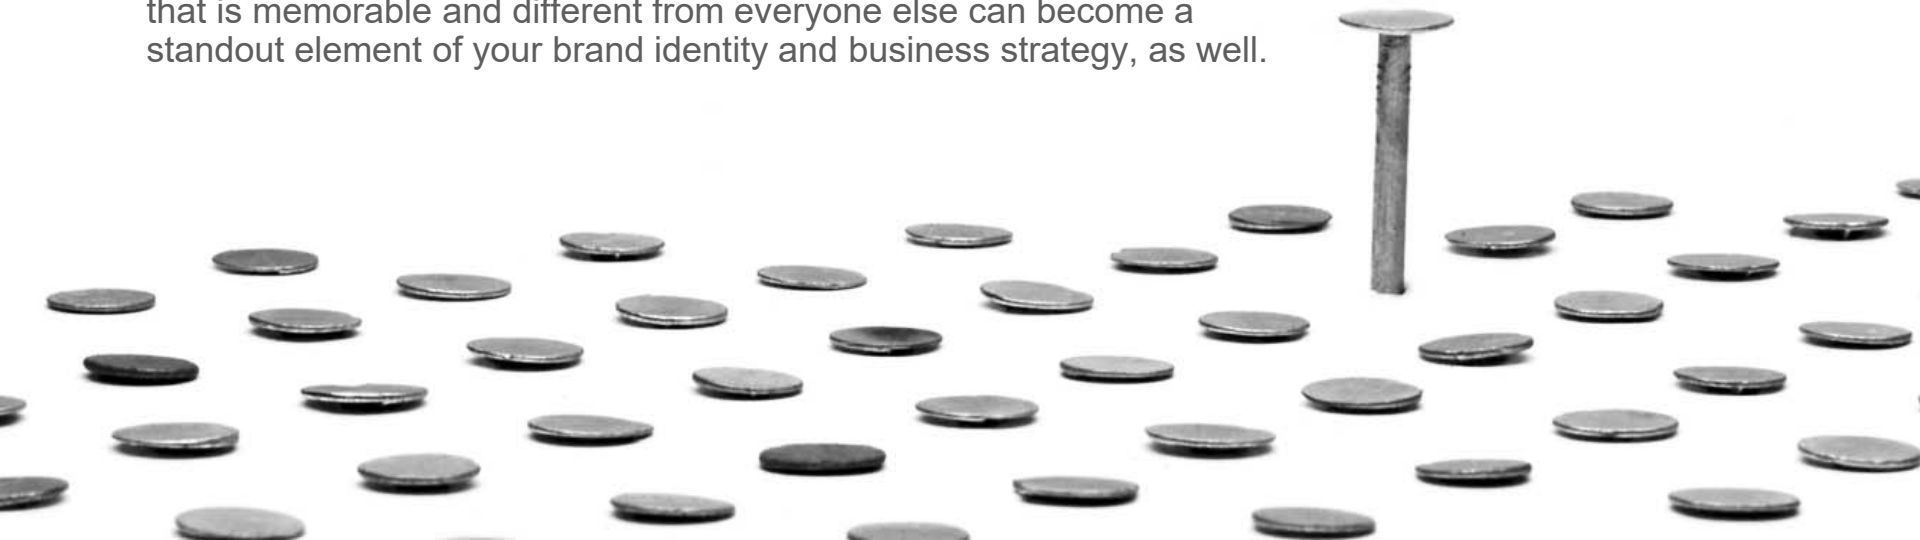 that is memorable and different from everyone else can become a
standout element of your brand identity and business strategy, as well.